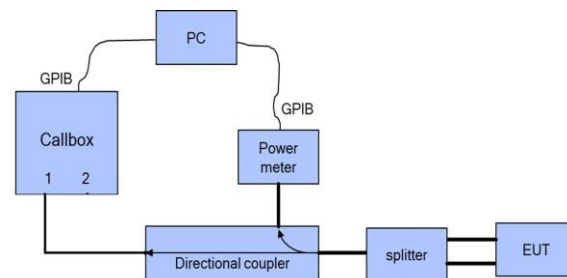 PC
GPIB
GPIB
Callbox
1 2
Power
meter
Directional coupler
splitter
EUT